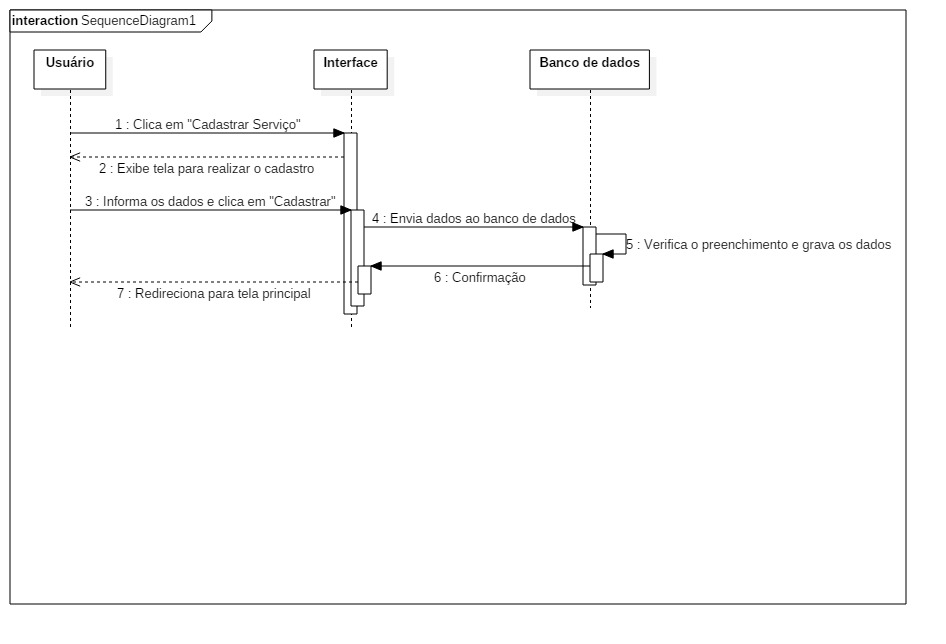 interaction SequenceDiagram1
Usuário
Interface
Banco de dados
1 : Clica em "Cadastrar Serviço"
2 : Exibe tela para realizar o cadastro
3 : Informa os dados e clica em "Cadastrar"
4 : Envia dados ao banco de dados
5 : Verifica o preenchimento e grava os dados
6 : Confirmação
7 : Redireciona para tela principal